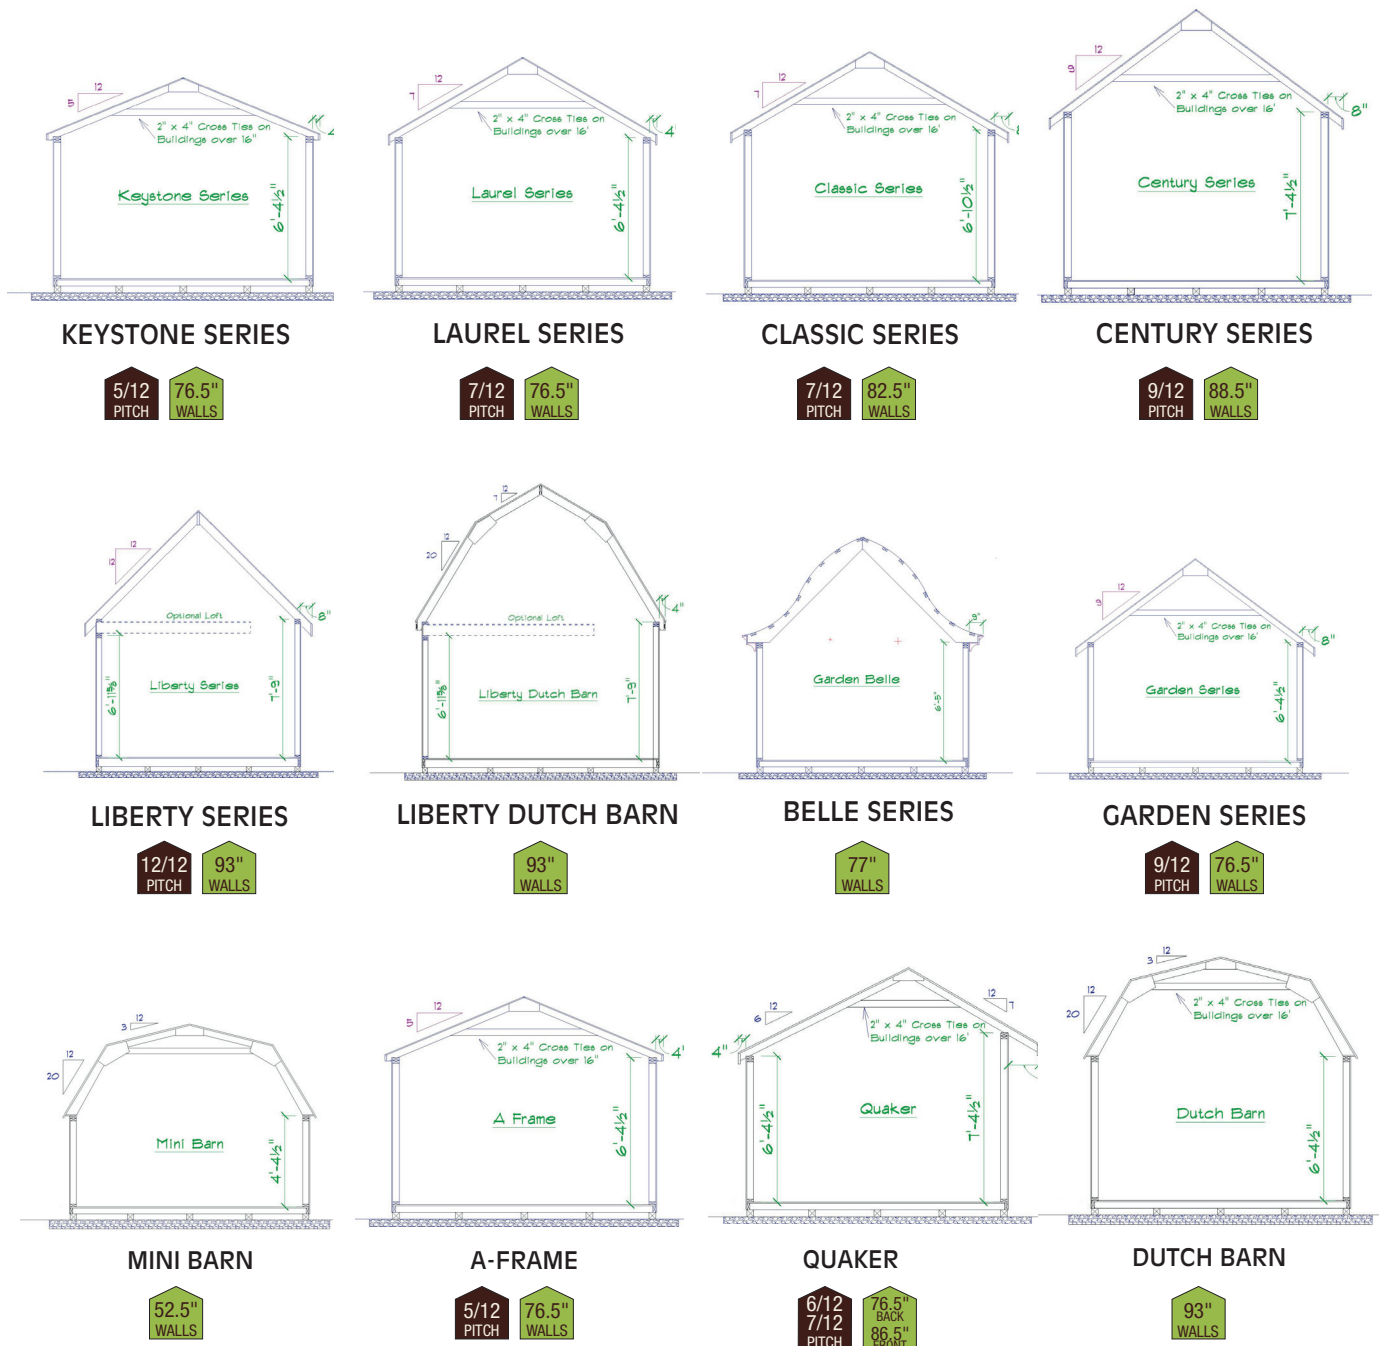 12
5
2" x 4" Cross Ties on
Buildings over 16"
Keystone Series
6'-4½"
KEYSTONE SERIES
5/12
PITCH
76.5"
WALLS
12
7
2" x 4" Cross Ties on
Buildings over 16'
4'
Laurel Series
6'-4½"
LAUREL SERIES
7/12
PITCH
76.5"
WALLS
12
7
2" x 4" Cross Ties on
Buildings over 16'
Classic Series
6'-10½"
CLASSIC SERIES
7/12
PITCH
82.5"
WALLS
12
9
2" x 4" Cross Ties on
Buildings over 16'
8"
Century Series
7'-4½"
CENTURY SERIES
9/12
PITCH
88.5"
WALLS
12
12
Optional Loft
8"
Liberty Series
7'-9"
LIBERTY SERIES
12/12
PITCH
93"
WALLS
12
7
12
20
Optional Loft
4"
Liberty Dutch Barn
7'-9"
LIBERTY DUTCH BARN
93"
WALLS
9"
Garden Belle
6'-5"
BELLE SERIES
77"
WALLS
12
9
2" x 4" Cross Ties on
Buildings over 16'
8"
Garden Series
6'-4½"
GARDEN SERIES
9/12
PITCH
76.5"
WALLS
12
3
12
20
Mini Barn
4'-4½"
MINI BARN
52.5"
WALLS
12
5
2" x 4" Cross Ties on
Buildings over 16"
4'
A Frame
6'-4½"
A-FRAME
5/12
PITCH
76.5"
WALLS
12
6
12
7
2" x 4" Cross Ties on
Buildings over 16'
4"
Quaker
6'-4½"
7'-4½"
QUAKER
6/12
7/12
PITCH
76.5"
BACK
86.5"
FRONT
12
3
12
20
2" x 4" Cross Ties on
Buildings over 16'
Dutch Barn
6'-4½"
DUTCH BARN
93"
WALLS